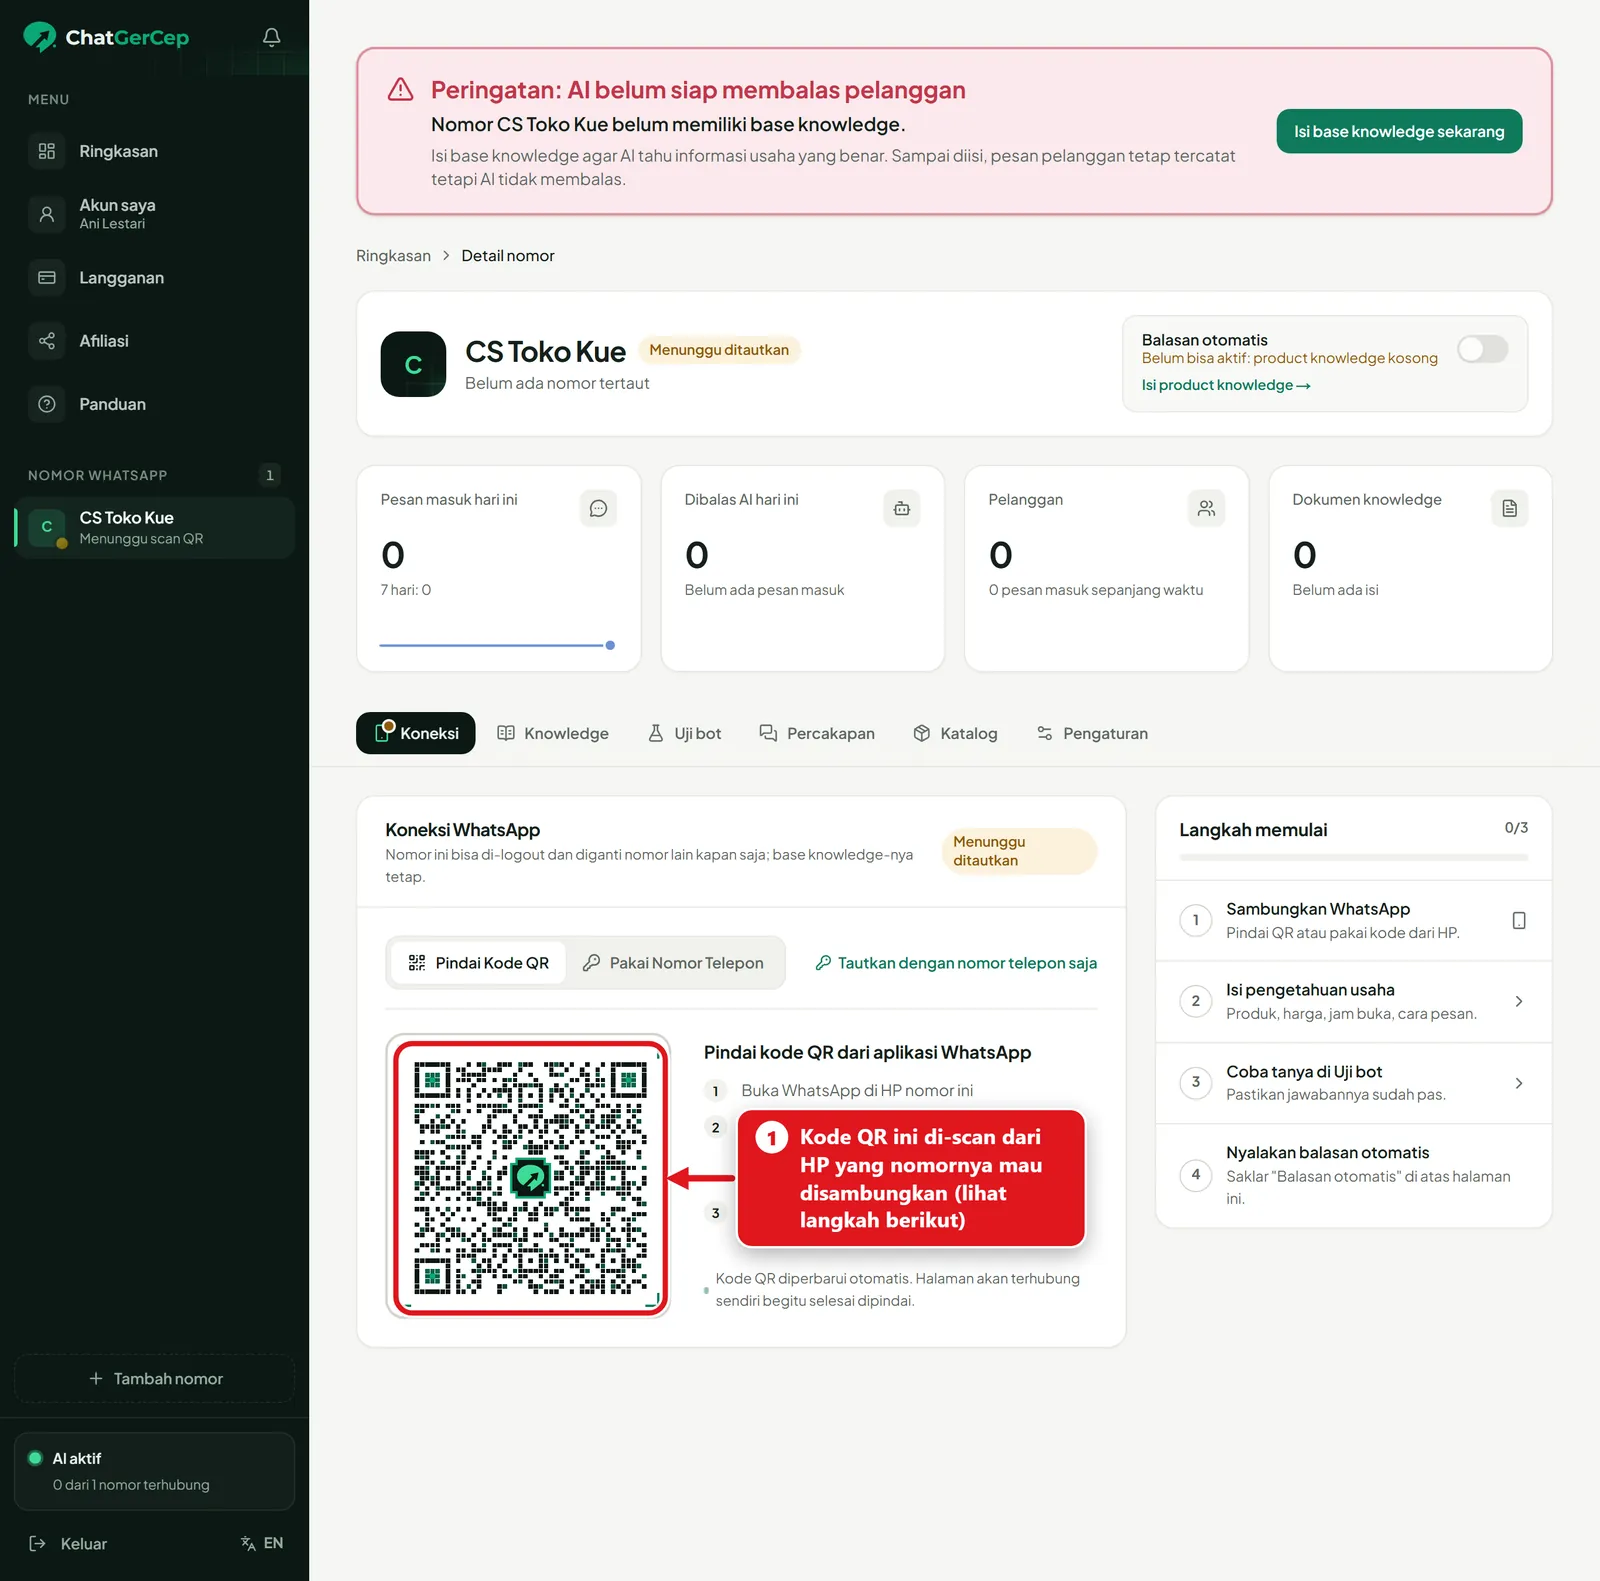 ChatGerCep
MENU
Ringkasan
Akun saya
Ani Lestari
Langganan
Afiliasi
Panduan
NOMOR WHATSAPP
1
C
CS Toko Kue
Menunggu scan QR
Tambah nomor
AI aktif
0 dari 1 nomor terhubung
Keluar
EN
Peringatan: AI belum siap membalas pelanggan
Nomor CS Toko Kue belum memiliki base knowledge.
Isi base knowledge agar AI tahu informasi usaha yang benar. Sampai diisi, pesan pelanggan tetap tercatat
tetapi AI tidak membalas.
Isi base knowledge sekarang
Ringkasan > Detail nomor
C
CS Toko Kue
Menunggu ditautkan
Belum ada nomor tertaut
Balasan otomatis
Belum bisa aktif: product knowledge kosong
Isi product knowledge →
Pesan masuk hari ini
0
7 hari: 0
Dibalas AI hari ini
0
Belum ada pesan masuk
Pelanggan
0
0 pesan masuk sepanjang waktu
Dokumen knowledge
0
Belum ada isi
Koneksi
Knowledge
Uji bot
Percakapan
Katalog
Pengaturan
Koneksi WhatsApp
Nomor ini bisa di-logout dan diganti nomor lain kapan saja; base knowledge-nya
tetap.
Menunggu
ditautkan
Pindai Kode QR
Pakai Nomor Telepon
Tautkan dengan nomor telepon saja
Pindai kode QR dari aplikasi WhatsApp
1 Buka WhatsApp di HP nomor ini
2
3
1 Kode QR ini di-scan dari
HP yang nomornya mau
disambungkan (lihat
langkah berikut)
Kode QR diperbarui otomatis. Halaman akan terhubung
sendiri begitu selesai dipindai.
Langkah memulai
0/3
1
Sambungkan WhatsApp
Pindai QR atau pakai kode dari HP.
2
Isi pengetahuan usaha
Produk, harga, jam buka, cara pesan.
3
Coba tanya di Uji bot
Pastikan jawabannya sudah pas.
4
Nyalakan balasan otomatis
Saklar "Balasan otomatis" di atas halaman
ini.